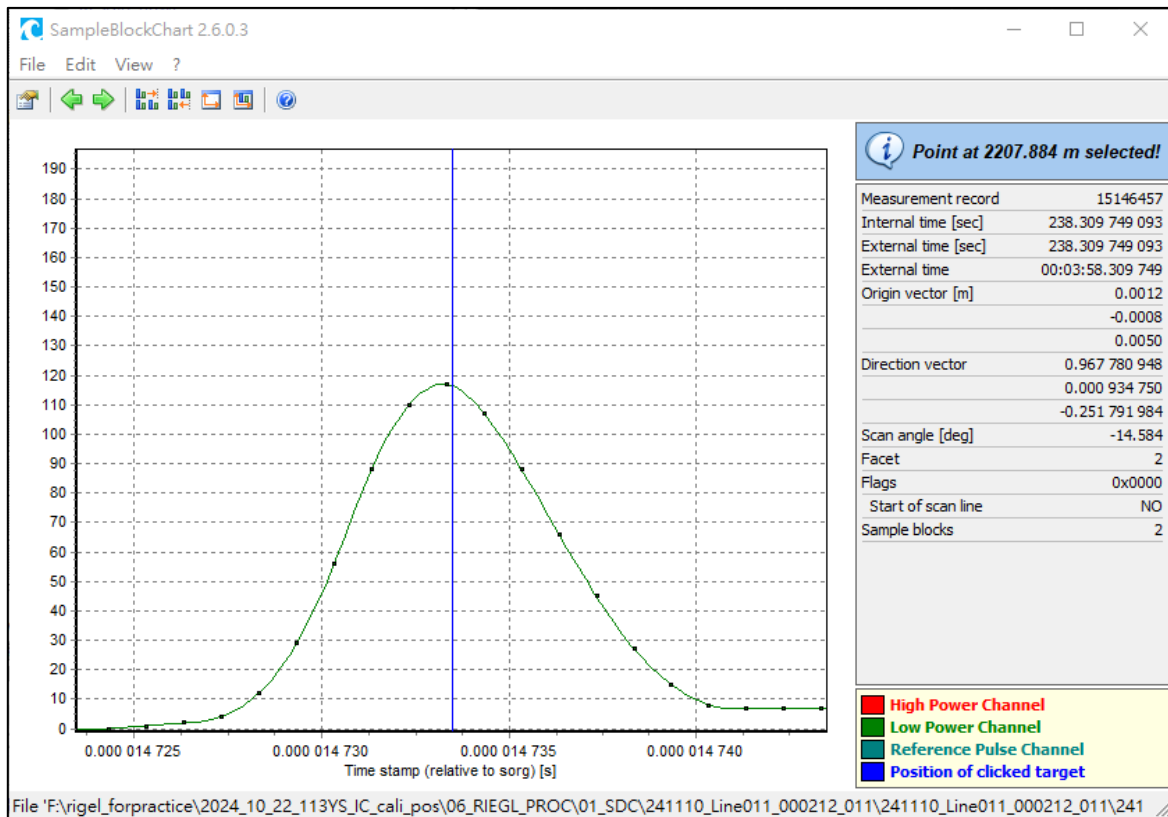 SampleBlockChart 2.6.0.3
File Edit View ?
190
180
170
160
150
140
130
120
110
100
90
80
70
60
50
40
30
20
10
0
0.000 014 725 0.000 014 730 0.000 014 735 0.000 014 740
Time stamp (relative to sorg) [s]
Point at 2207.884 m selected!
Measurement record 15146457
Internal time [sec] 238.309 749 093
External time [sec] 238.309 749 093
External time 00:03:58.309 749
Origin vector [m] 0.0012
-0.0008
0.0050
Direction vector 0.967 780 948
0.000 934 750
-0.251 791 984
Scan angle [deg] -14.584
Facet 2
Flags 0x0000
Start of scan line NO
Sample blocks 2
High Power Channel
Low Power Channel
Reference Pulse Channel
Position of clicked target
File 'F:\rigel_forpractice\2024_10_22_113YS_IC_cali_pos\06_RIEGL_PROC\01_SDC\241110_Line011_000212_011\241110_Line011_000212_011\241